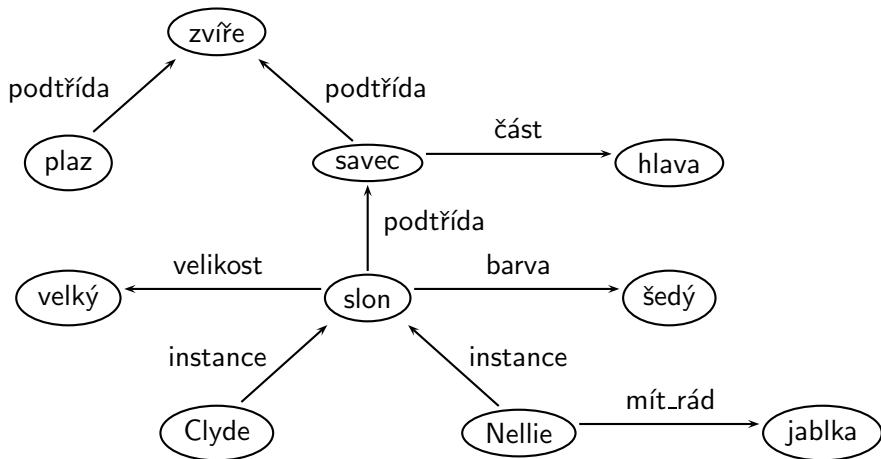 zvíře
podtřída podtřída
část
plaz savec hlava
podtřída
velikost barva
velký slon šedý
instance instance
mít_rád
Clyde Nellie jablka